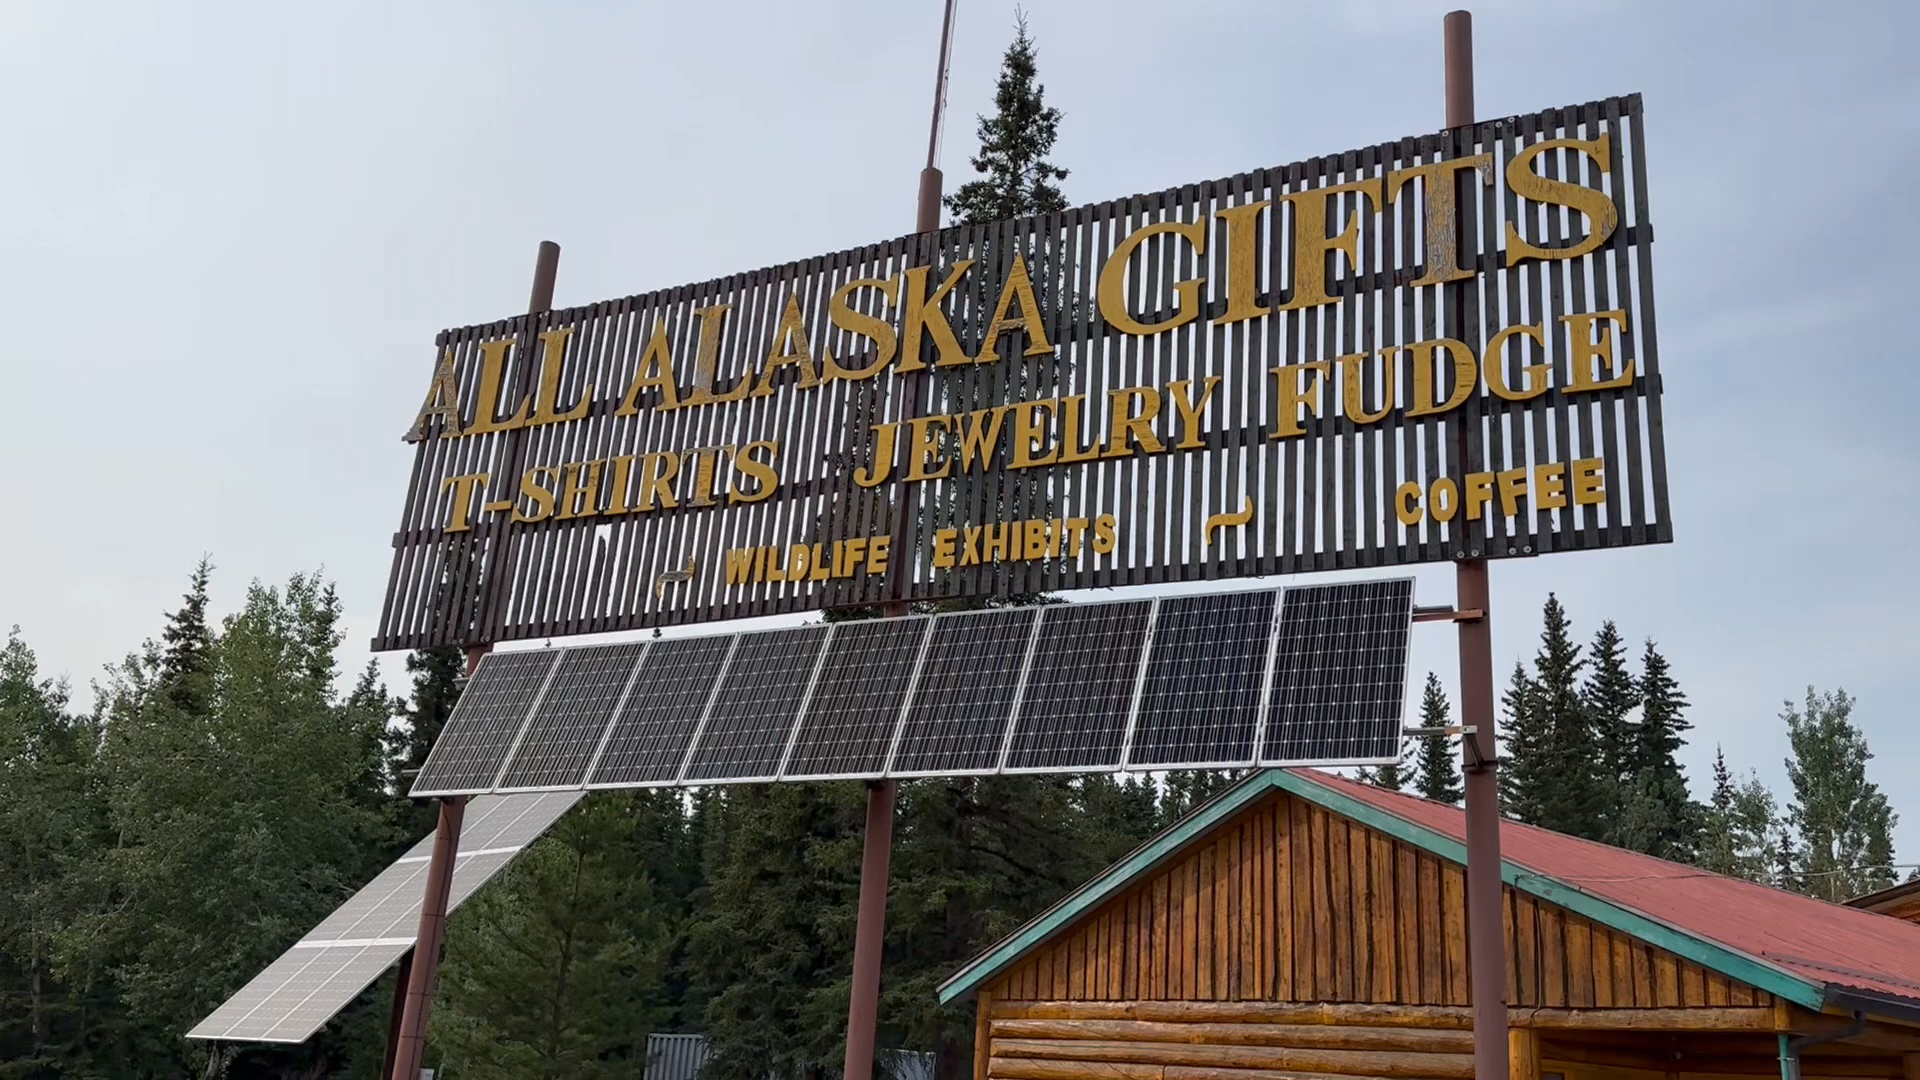 ALL ALASKA GIFTS
T-SHIRTS JEWELRY FUDGE
~ WILDLIFE EXHIBITS ~ COFFEE